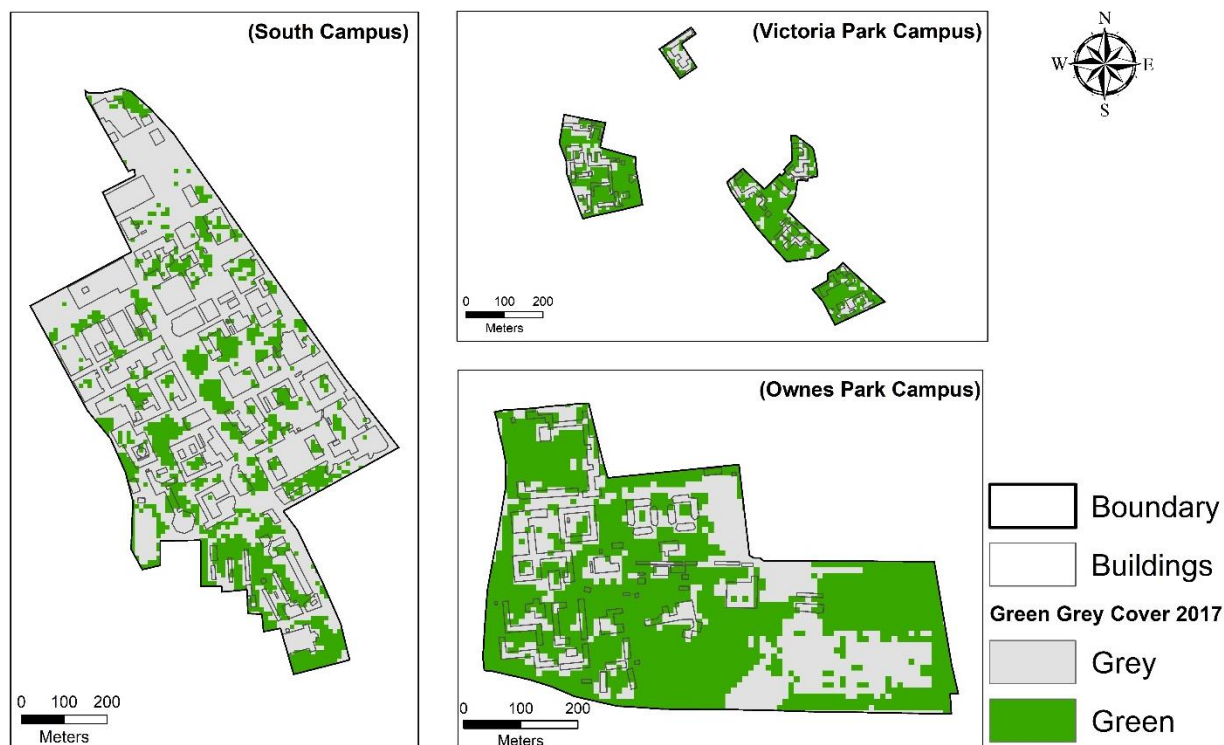 (South Campus)
0 100 200
Meters
(Victoria Park Campus)
0 100 200
Meters
(Ownes Park Campus)
0 100 200
Meters
N
W E
S
Boundary
Buildings
Green Grey Cover 2017
Grey
Green